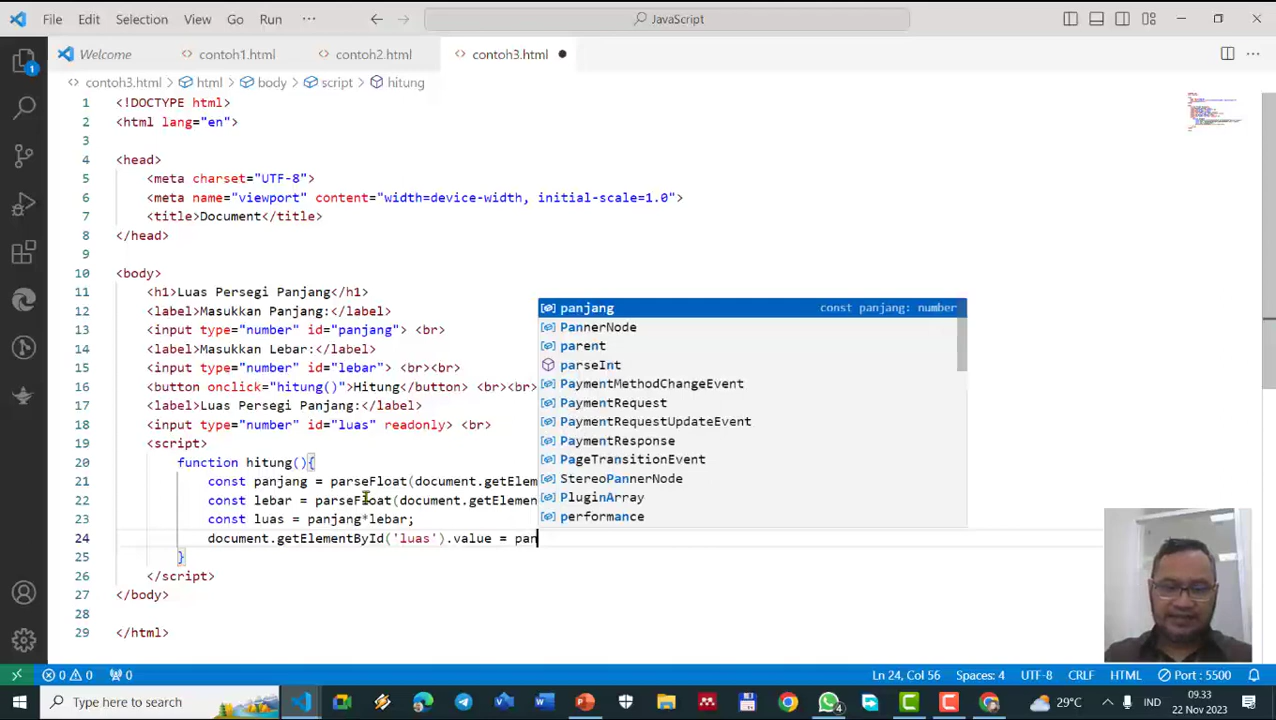 File Edit Selection View Go Run ··· JavaScript
Welcome contoh1.html contoh2.html contoh3.html
contoh3.html > html > body > script > hitung
1 <!DOCTYPE html>
2 <html lang="en">
3
4 <head>
5 <meta charset="UTF-8">
6 <meta name="viewport" content="width=device-width, initial-scale=1.0">
7 <title>Document</title>
8 </head>
9
10 <body>
11 <h1>Luas Persegi Panjang</h1>
12 <label>Masukkan Panjang:</label>
13 <input type="number" id="panjang"> <br>
14 <label>Masukkan Lebar:</label>
15 <input type="number" id="lebar"> <br><br>
16 <button onclick="hitung()">Hitung</button> <br><br>
17 <label>Luas Persegi Panjang:</label>
18 <input type="number" id="luas" readonly> <br>
19 <script>
20 function hitung(){
21 const panjang = parseFloat(document.getElem
22 const lebar = parseFloat(document.getElemen
23 const luas = panjang*lebar;
24 document.getElementById('luas').value = pan
25 }
26 </script>
27 </body>
28
29 </html>
panjang const panjang: number
PannerNode
parent
parseInt
PaymentMethodChangeEvent
PaymentRequest
PaymentRequestUpdateEvent
PaymentResponse
PageTransitionEvent
StereoPannerNode
PluginArray
performance
1
0 0 0 Ln 24, Col 56 Spaces: 4 UTF-8 CRLF HTML Port : 5500
Type here to search 4 29°C IND 09.33
22 Nov 2023